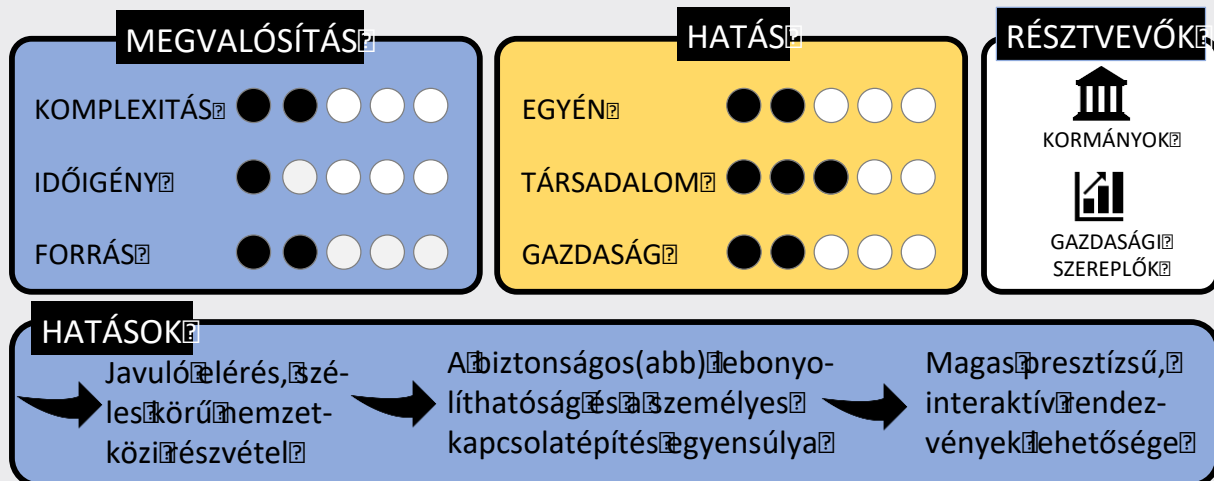 MEGVALÓSÍTÁS
KOMPLEXITÁS
IDŐIGÉNY
FORRÁS
HATÁS
EGYÉN
TÁRSADALOM
GAZDASÁG
RÉSZTVEVŐK
KORMÁNYOK
GAZDASÁGI
SZEREPLŐK
HATÁSOK
Javuló elérés, szé-
les körű nemzet-
közi részvétel
A biztonságos(abb) lebonyo-
líthatóság és a személyes
kapcsolatépítés egyensúlya
Magas presztízsű,
interaktív rendez-
vények lehetősége